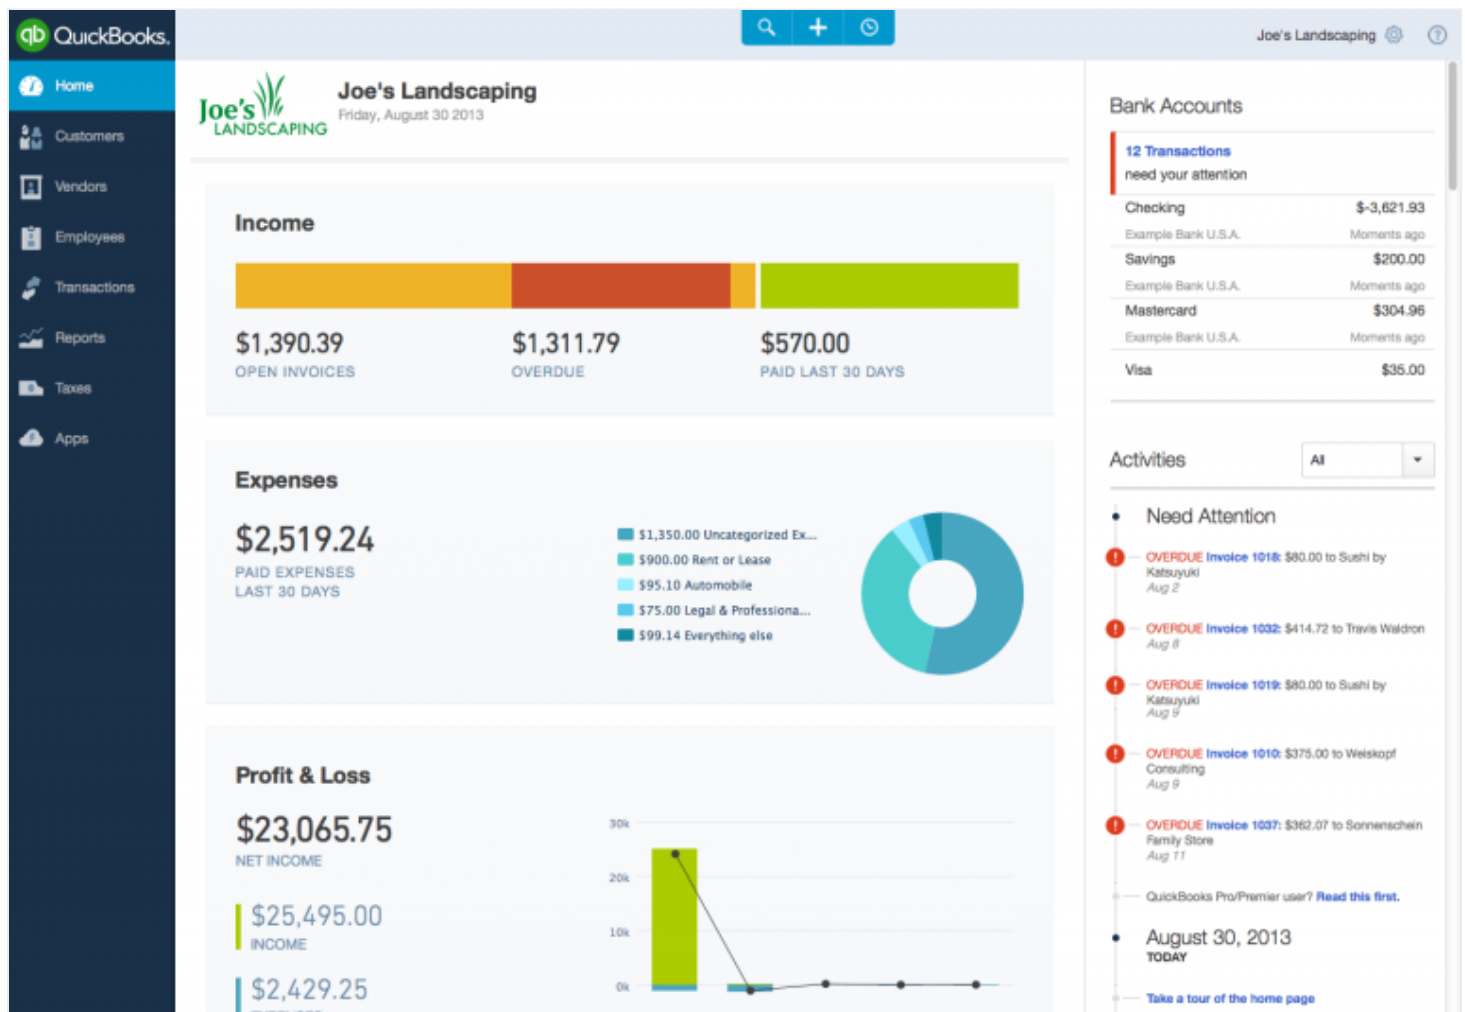 qb QuickBooks.
Joe's Landscaping
Home
Customers
Vendors
Employees
Transactions
Reports
Taxes
Apps
Joe's
LANDSCAPING
Joe's Landscaping
Friday, August 30 2013
Income
$1,390.39
OPEN INVOICES
$1,311.79
OVERDUE
$570.00
PAID LAST 30 DAYS
Expenses
$2,519.24
PAID EXPENSES
LAST 30 DAYS
$1,350.00 Uncategorized Ex...
$900.00 Rent or Lease
$95.10 Automobile
$75.00 Legal & Professiona...
$99.14 Everything else
Profit & Loss
$23,065.75
NET INCOME
$25,495.00
INCOME
$2,429.25
30k
20k
10k
0k
Bank Accounts
12 Transactions
need your attention
Checking $-3,621.93
Example Bank U.S.A. Moments ago
Savings $200.00
Example Bank U.S.A. Moments ago
Mastercard $304.96
Example Bank U.S.A. Moments ago
Visa $35.00
Activities All
Need Attention
OVERDUE Invoice 1018: $80.00 to Sushi by
Katsuyuki
Aug 2
OVERDUE Invoice 1032: $414.72 to Travis Waldron
Aug 8
OVERDUE Invoice 1019: $80.00 to Sushi by
Katsuyuki
Aug 9
OVERDUE Invoice 1010: $375.00 to Weiskopf
Consulting
Aug 9
OVERDUE Invoice 1037: $362.07 to Sonnenschein
Family Store
Aug 11
QuickBooks Pro/Premier user? Read this first.
August 30, 2013
TODAY
Take a tour of the home page